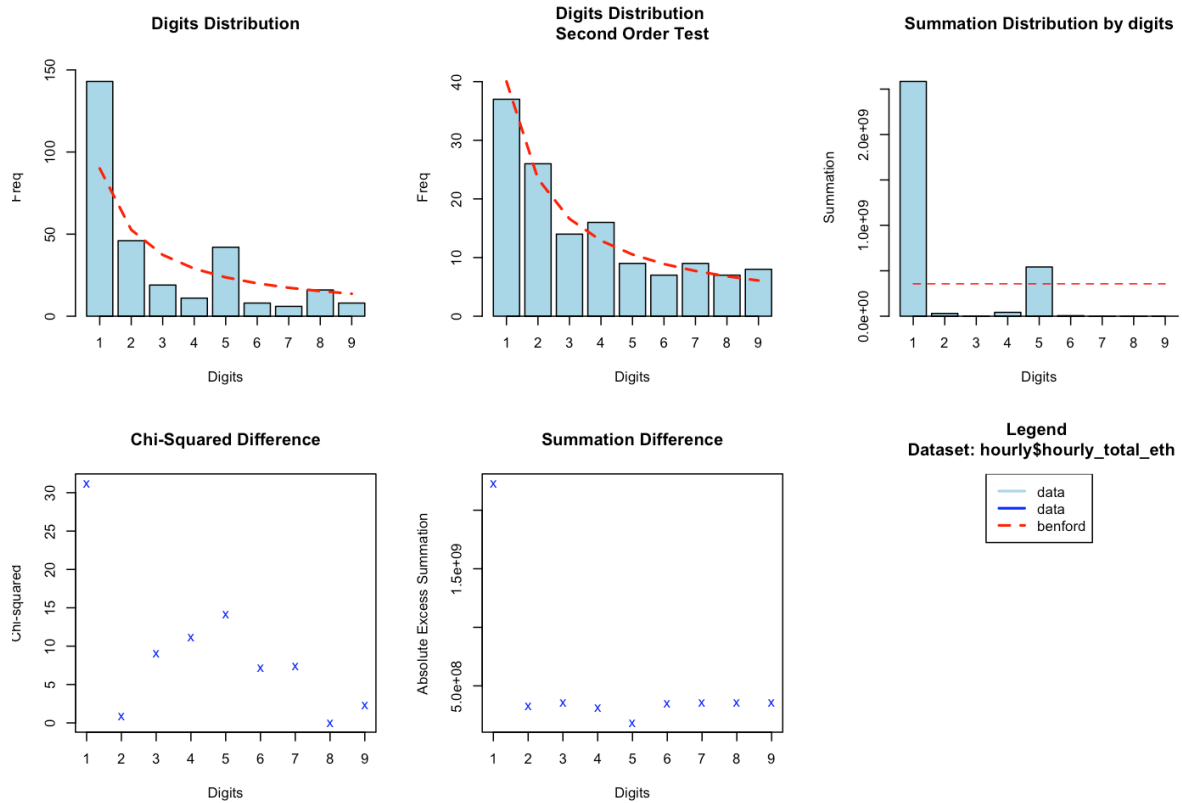 Digits Distribution
Freq
150
100
50
0
1 2 3 4 5 6 7 8 9
Digits
Digits Distribution
Second Order Test
Freq
40
30
20
10
0
1 2 3 4 5 6 7 8 9
Digits
Summation Distribution by digits
Summation
2.0e+09
1.0e+09
0.0e+00
1 2 3 4 5 6 7 8 9
Digits
Chi-Squared Difference
Chi-squared
30
25
20
15
10
5
0
1 2 3 4 5 6 7 8 9
Digits
Summation Difference
Absolute Excess Summation
1.5e+09
5.0e+08
1 2 3 4 5 6 7 8 9
Digits
Legend
Dataset: hourly$hourly_total_eth
data
data
benford